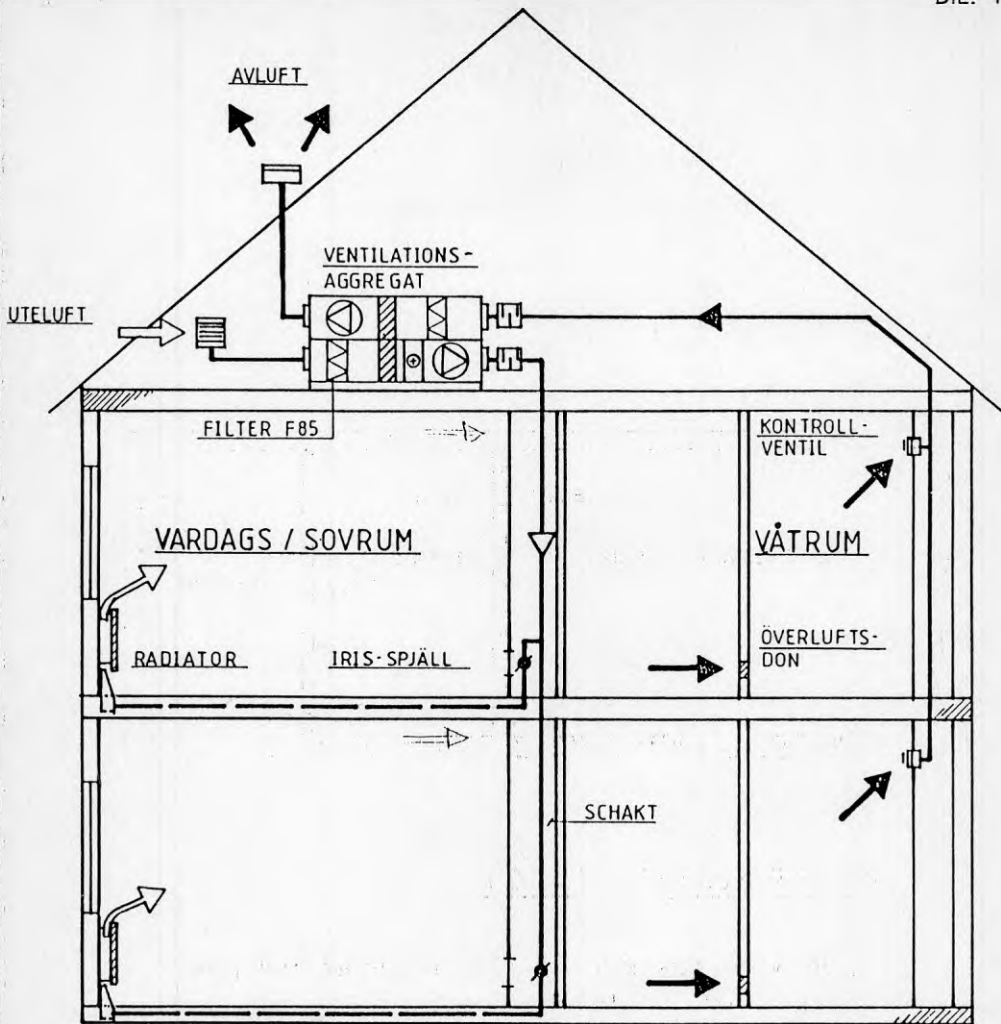 AVLUFT
VENTILATIONS-
AGGREGAT
UTELUFT
FILTER F85
KONTROLL-
VENTIL
VARDAGS / SOVRUM
VÅTRUM
RADIATOR
IRIS-SPJÄLL
ÖVERLUFTS-
DON
SCHAKT